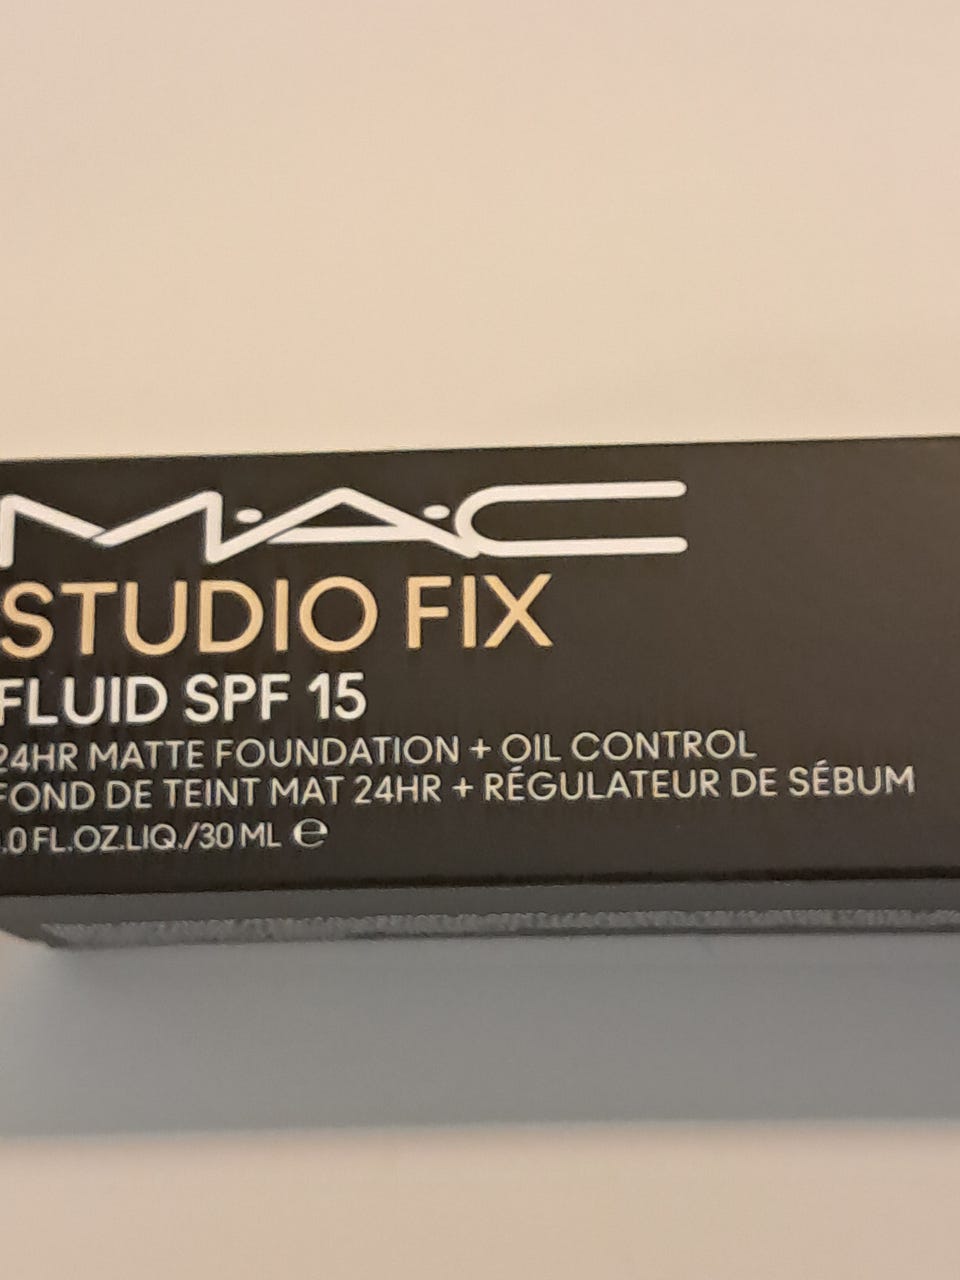 M·A·C
STUDIO FIX
FLUID SPF 15
24HR MATTE FOUNDATION + OIL CONTROL
FOND DE TEINT MAT 24HR + RÉGULATEUR DE SÉBUM
.0 FL.OZ.LIQ./30 ML ℮